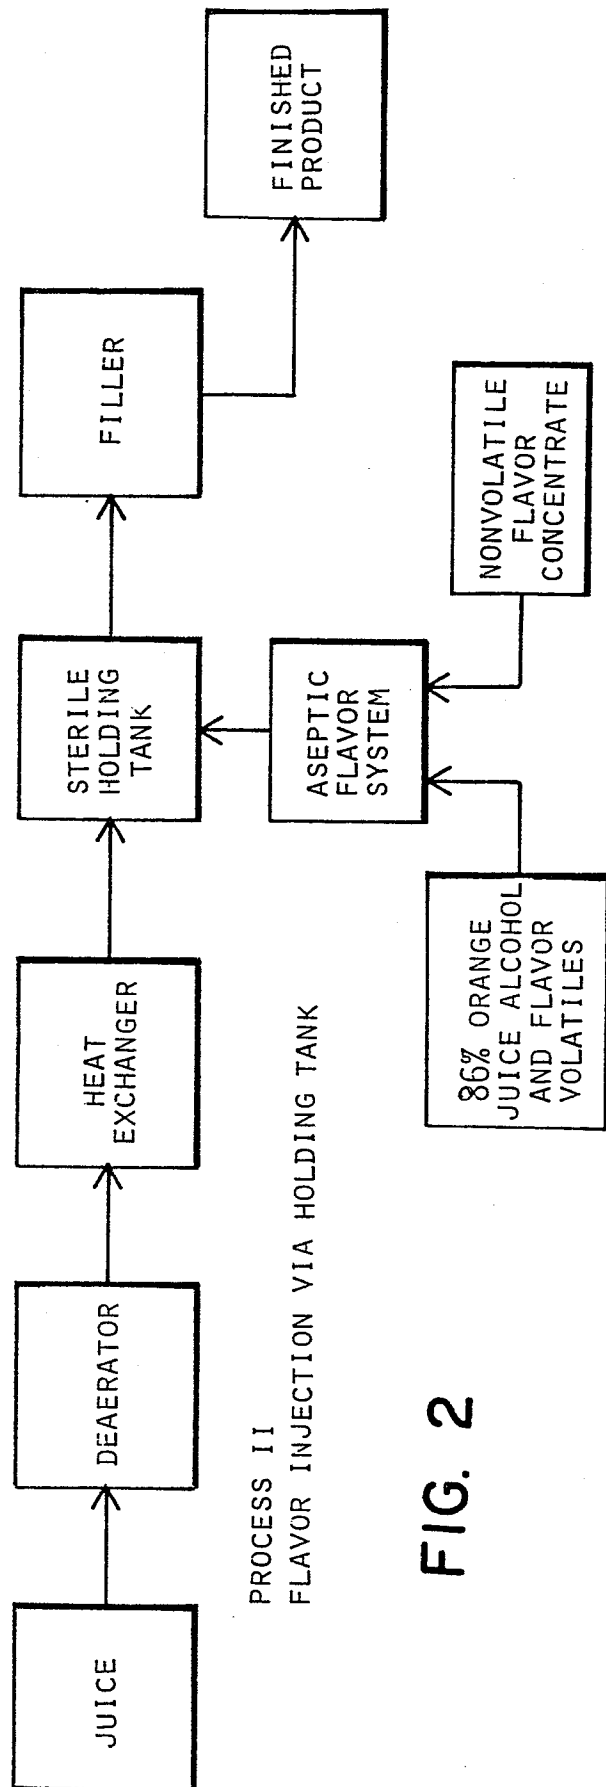 JUICE
DEAERATOR
HEAT
EXCHANGER
STERILE
HOLDING
TANK
FILLER
FINISHED
PRODUCT
ASEPTIC
FLAVOR
SYSTEM
86% ORANGE
JUICE ALCOHOL
AND FLAVOR
VOLATILES
NONVOLATILE
FLAVOR
CONCENTRATE
PROCESS II
FLAVOR INJECTION VIA HOLDING TANK
FIG. 2